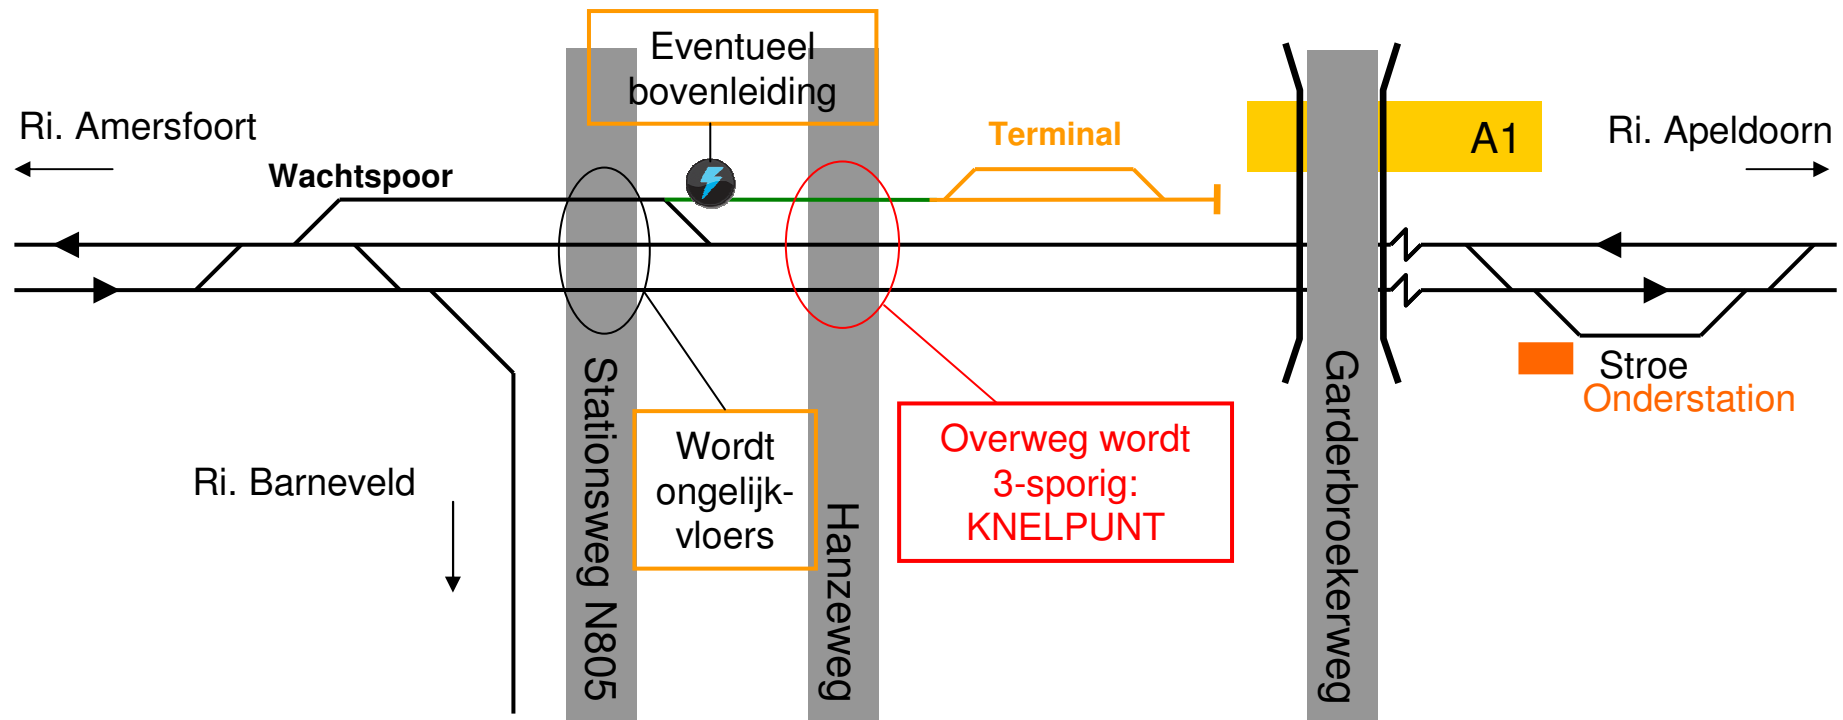 Eventueel
bovenleiding
Ri. Amersfoort
Wachtspoor
Terminal
A1
Ri. Apeldoorn
Stationsweg N805
Hanzeweg
Garderbroekerweg
Stroe
Onderstation
Ri. Barneveld
Wordt
ongelijk-
vloers
Overweg wordt
3-sporig:
KNELPUNT